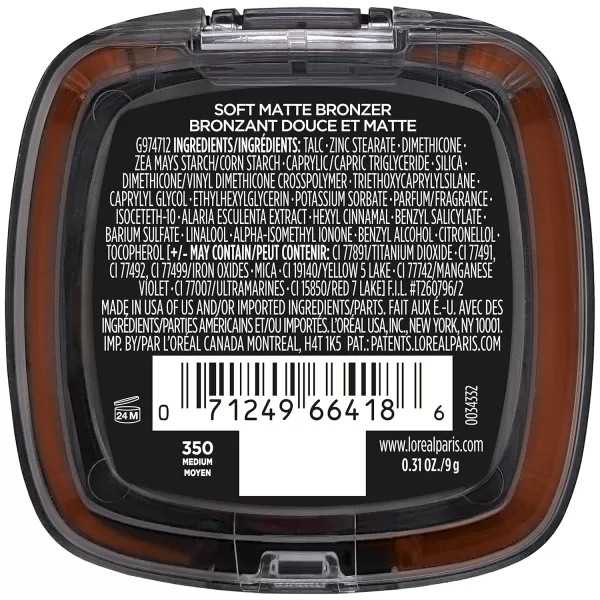 SOFT MATTE BRONZER
BRONZANT DOUCE ET MATTE
G974712 INGREDIENTS/INGRÉDIENTS: TALC · ZINC STEARATE · DIMETHICONE ·
ZEA MAYS STARCH/CORN STARCH · CAPRYLIC/CAPRIC TRIGLYCERIDE · SILICA ·
DIMETHICONE/VINYL DIMETHICONE CROSSPOLYMER · TRIETHOXYCAPRYLYLSILANE ·
CAPRYLYL GLYCOL · ETHYLHEXYLGLYCERIN · POTASSIUM SORBATE · PARFUM/FRAGRANCE ·
ISOCETETH-10 · ALARIA ESCULENTA EXTRACT · HEXYL CINNAMAL · BENZYL SALICYLATE ·
BARIUM SULFATE · LINALOOL · ALPHA-ISOMETHYL IONONE · BENZYL ALCOHOL · CITRONELLOL ·
TOCOPHEROL [+/- MAY CONTAIN/PEUT CONTENIR: CI 77891/TITANIUM DIOXIDE · CI 77491,
CI 77492, CI 77499/IRON OXIDES · MICA · CI 19140/YELLOW 5 LAKE · CI 77742/MANGANESE
VIOLET · CI 77007/ULTRAMARINES · CI 15850/RED 7 LAKE] F.I.L. #T260796/2
MADE IN USA OF US AND/OR IMPORTED INGREDIENTS/PARTS. FAIT AUX É.-U. AVEC DES
INGRÉDIENTS/PARTIES AMÉRICAINS ET/OU IMPORTÉS. L'ORÉAL USA, INC., NEW YORK, NY 10001.
IMP. BY/PAR L'ORÉAL CANADA MONTREAL, H4T 1K5 PAT.: PATENTS.LOREALPARIS.COM
24 M
0 71249 66418 6
0034332
350
MEDIUM
MOYEN
www.lorealparis.com
0.31 OZ./9 g